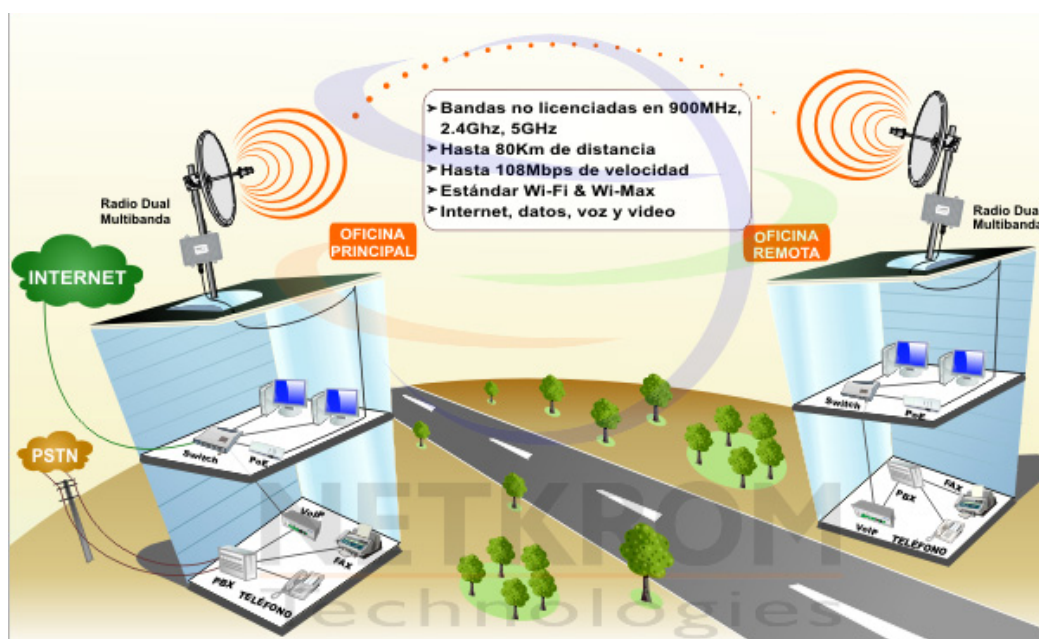 ➤ Bandas no licenciadas en 900MHz,
2.4Ghz, 5GHz
➤ Hasta 80Km de distancia
➤ Hasta 108Mbps de velocidad
➤ Estándar Wi-Fi & Wi-Max
➤ Internet, datos, voz y video
Radio Dual
Multibanda
OFICINA
PRINCIPAL
INTERNET
Switch
PoE
PSTN
VoIP
FAX
PBX
TELÉFONO
OFICINA
REMOTA
Radio Dual
Multibanda
Switch
PoE
PBX
FAX
VoIP
TELÉFONO
NETKROM
Technologies